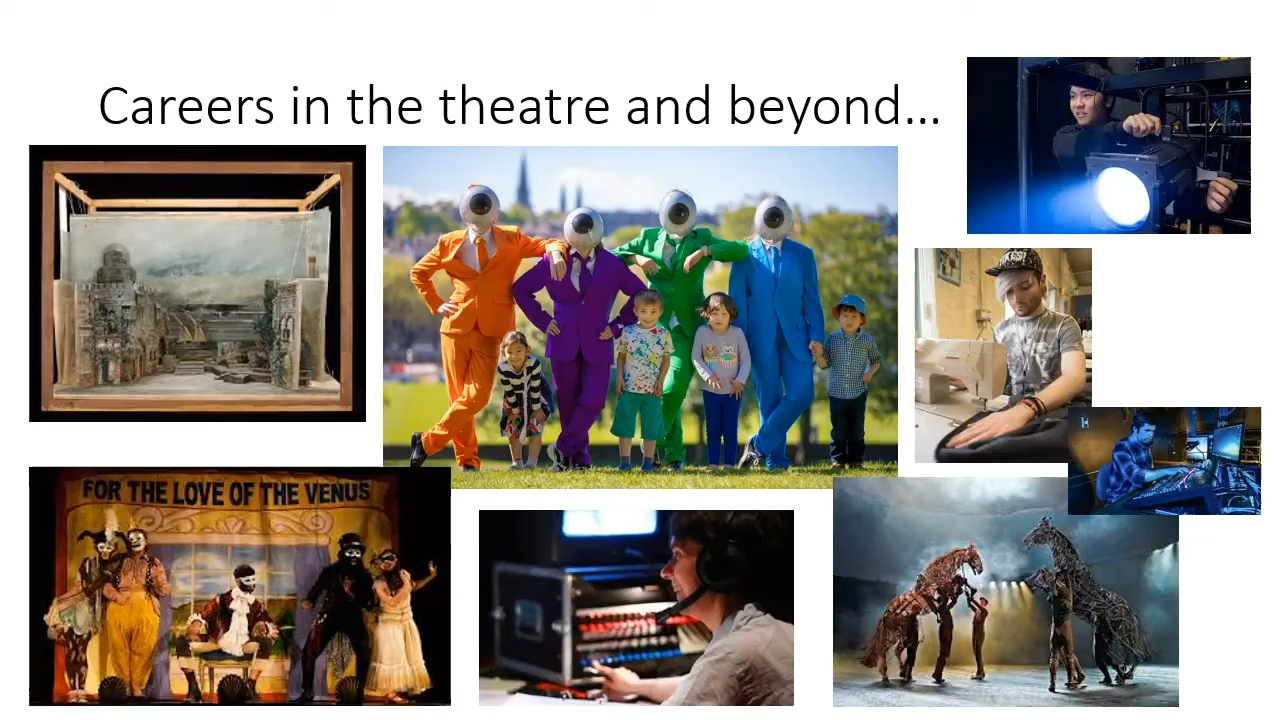 Careers in the theatre and beyond…
FOR THE LOVE OF THE VENUS